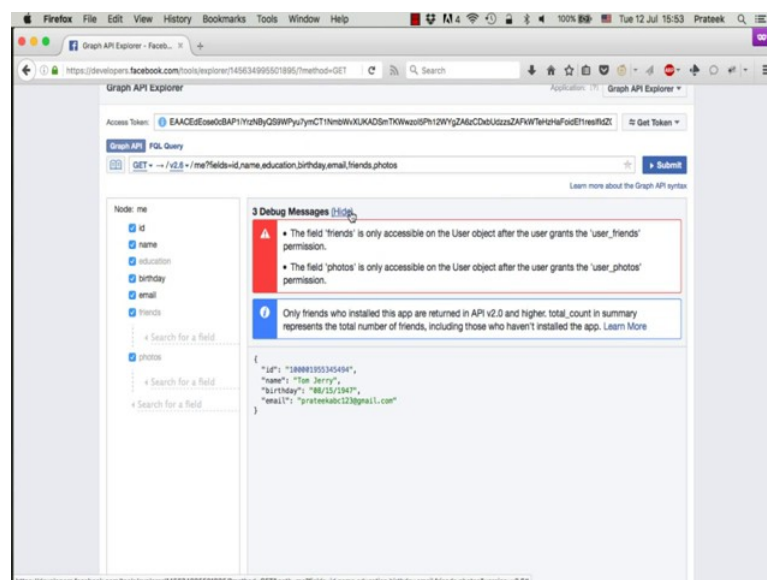 Firefox File Edit View History Bookmarks Tools Window Help 4 100% Tue 12 Jul 15:53 Prateek
Graph API Explorer - Faceb...
https://developers.facebook.com/tools/explorer/145634995501895/?method=GET Search
Graph API Explorer Application: [?] Graph API Explorer
Access Token: Get Token
Graph API FQL Query
GET → /v2.6 /me?fields=id,name,education,birthday,email,friends,photos Submit
Learn more about the Graph API syntax
Node: me
id
name
education
birthday
email
friends
Search for a field
photos
Search for a field
Search for a field
3 Debug Messages (Hide)
• The field 'friends' is only accessible on the User object after the user grants the 'user_friends'
permission.
• The field 'photos' is only accessible on the User object after the user grants the 'user_photos'
permission.
Only friends who installed this app are returned in API v2.0 and higher. total_count in summary
represents the total number of friends, including those who haven't installed the app. Learn More
{
"id": "100001955345494",
"name": "Tom Jerry",
"birthday": "08/15/1947",
"email": "prateekabc123@gmail.com"
}